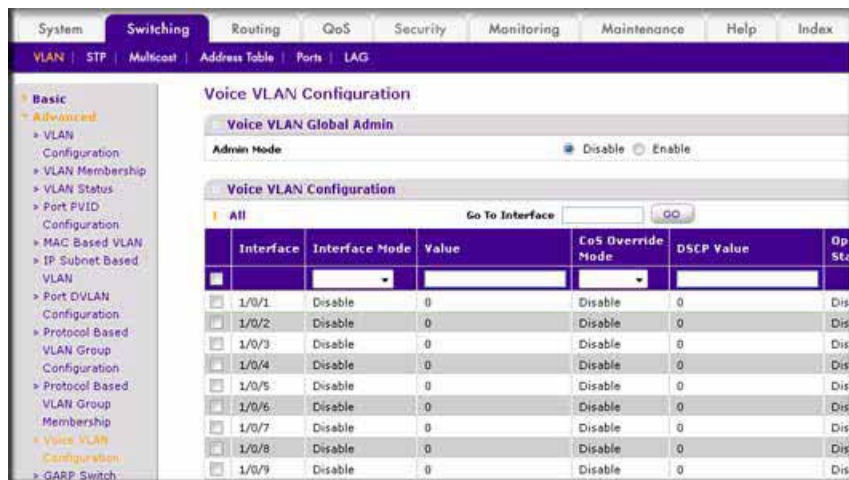 System Switching Routing QoS Security Monitoring Maintenance Help Index
VLAN | STP | Multicast | Address Table | Ports | LAG
Basic
Advanced
» VLAN
Configuration
» VLAN Membership
» VLAN Status
» Port PVID
Configuration
» MAC Based VLAN
» IP Subnet Based
VLAN
» Port DVLAN
Configuration
» Protocol Based
VLAN Group
Configuration
» Protocol Based
VLAN Group
Membership
» Voice VLAN
Configuration
» GARP Switch
Voice VLAN Configuration
Voice VLAN Global Admin
Admin Mode Disable Enable
Voice VLAN Configuration
All Go To Interface GO
Interface Interface Mode Value CoS Override Mode DSCP Value Op Sta
1/0/1 Disable 0 Disable 0 Dis
1/0/2 Disable 0 Disable 0 Dis
1/0/3 Disable 0 Disable 0 Dis
1/0/4 Disable 0 Disable 0 Dis
1/0/5 Disable 0 Disable 0 Dis
1/0/6 Disable 0 Disable 0 Dis
1/0/7 Disable 0 Disable 0 Dis
1/0/8 Disable 0 Disable 0 Dis
1/0/9 Disable 0 Disable 0 Dis